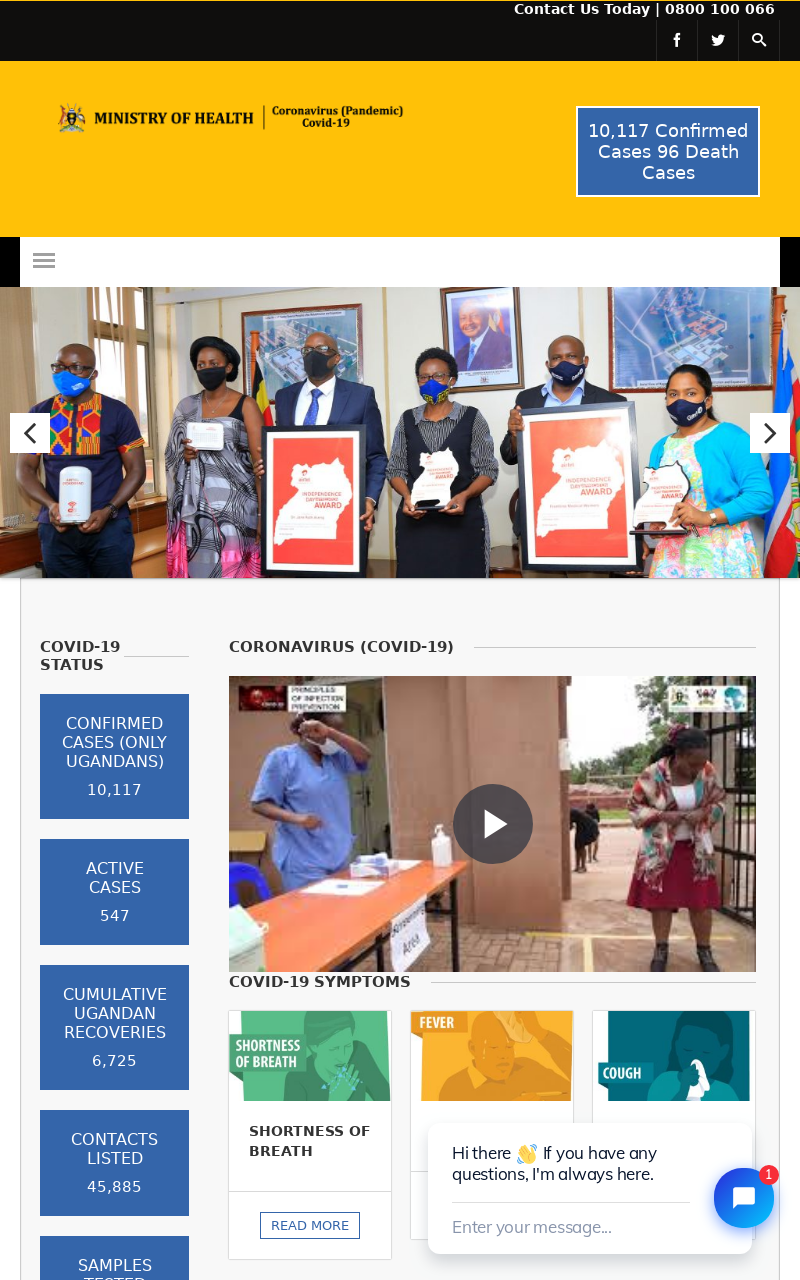 Contact Us Today | 0800 100 066
MINISTRY OF HEALTH
Coronavirus (Pandemic)
Covid-19
10,117 Confirmed
Cases 96 Death
Cases
INDEPENDENCE
AWARD
INDEPENDENCE
AWARD
COVID-19
STATUS
CONFIRMED
CASES (ONLY
UGANDANS)
10,117
ACTIVE
CASES
547
CUMULATIVE
UGANDAN
RECOVERIES
6,725
CONTACTS
LISTED
45,885
SAMPLES
TESTED
CORONAVIRUS (COVID-19)
PRINCIPLES
OF INFECTION
PREVENTION
Area
COVID-19 SYMPTOMS
SHORTNESS
OF BREATH
SHORTNESS OF
BREATH
READ MORE
FEVER
COUGH
Hi there 👋 If you have any
questions, I'm always here.
Enter your message...
1